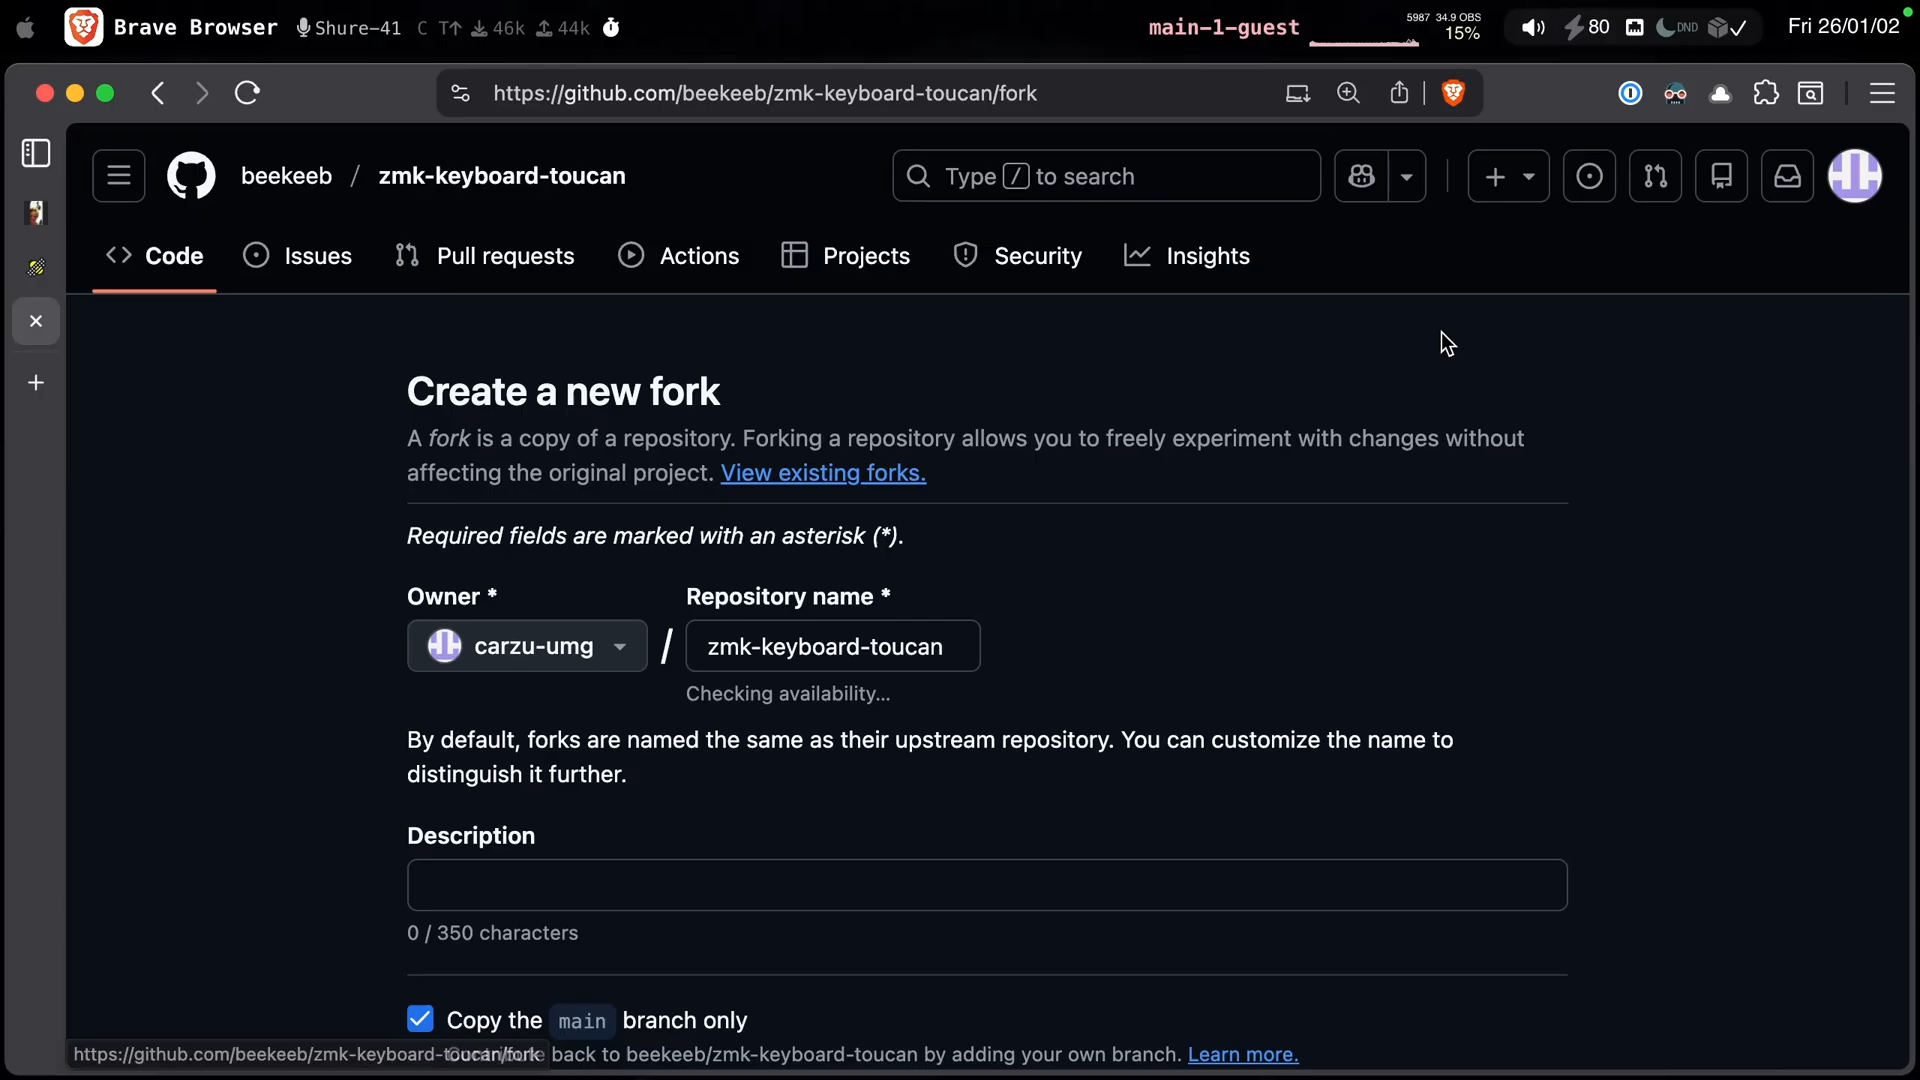 Brave Browser Shure-41 C T↑ 46k 44k main-1-guest 5987 34.9 OBS 15% 80 DND Fri 26/01/02
https://github.com/beekeeb/zmk-keyboard-toucan/fork
beekeeb / zmk-keyboard-toucan Type / to search
Code Issues Pull requests Actions Projects Security Insights
Create a new fork
A fork is a copy of a repository. Forking a repository allows you to freely experiment with changes without
affecting the original project. View existing forks.
Required fields are marked with an asterisk (*).
Owner * Repository name *
carzu-umg / zmk-keyboard-toucan
Checking availability...
By default, forks are named the same as their upstream repository. You can customize the name to
distinguish it further.
Description
0 / 350 characters
Copy the main branch only
https://github.com/beekeeb/zmk-keyboard-toucan/fork back to beekeeb/zmk-keyboard-toucan by adding your own branch. Learn more.